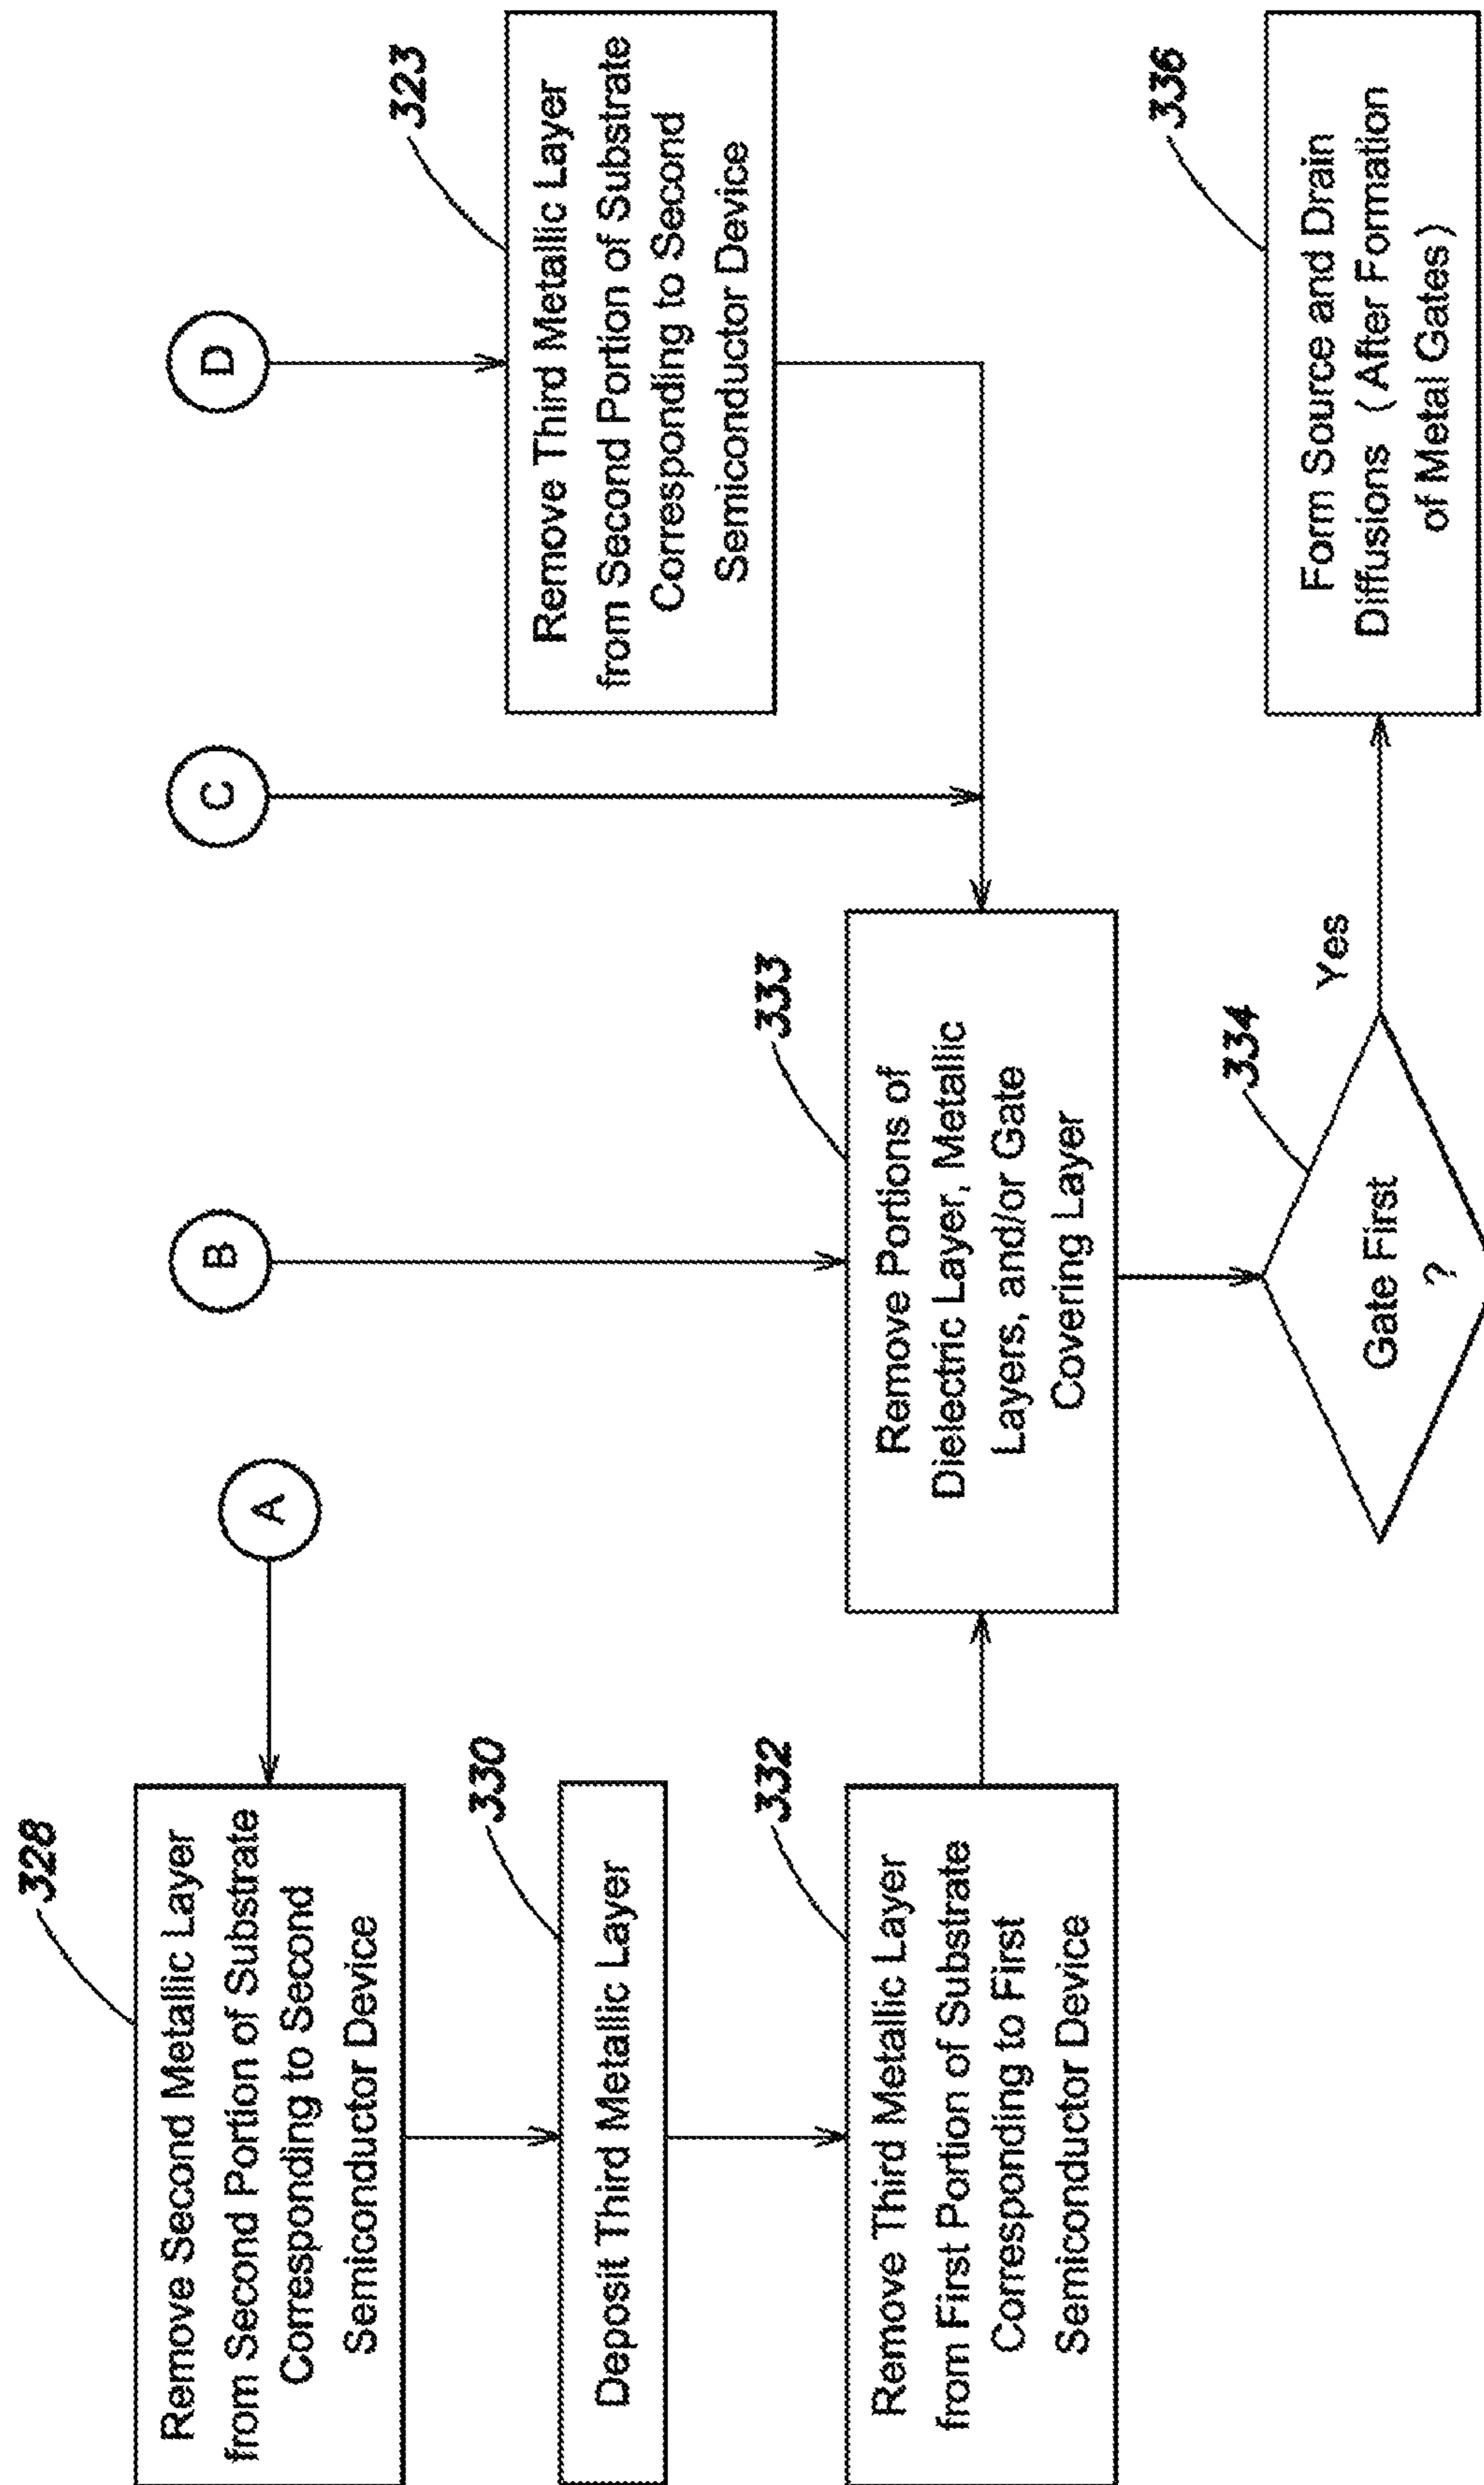 A
B
C
D
328
Remove Second Metallic Layer
from Second Portion of Substrate
Corresponding to Second
Semiconductor Device
330
Deposit Third Metallic Layer
332
Remove Third Metallic Layer
from First Portion of Substrate
Corresponding to First
Semiconductor Device
323
Remove Third Metallic Layer
from Second Portion of Substrate
Corresponding to Second
Semiconductor Device
333
Remove Portions of
Dielectric Layer, Metallic
Layers, and/or Gate
Covering Layer
334
Gate First
?
Yes
336
Form Source and Drain
Diffusions (After Formation
of Metal Gates)